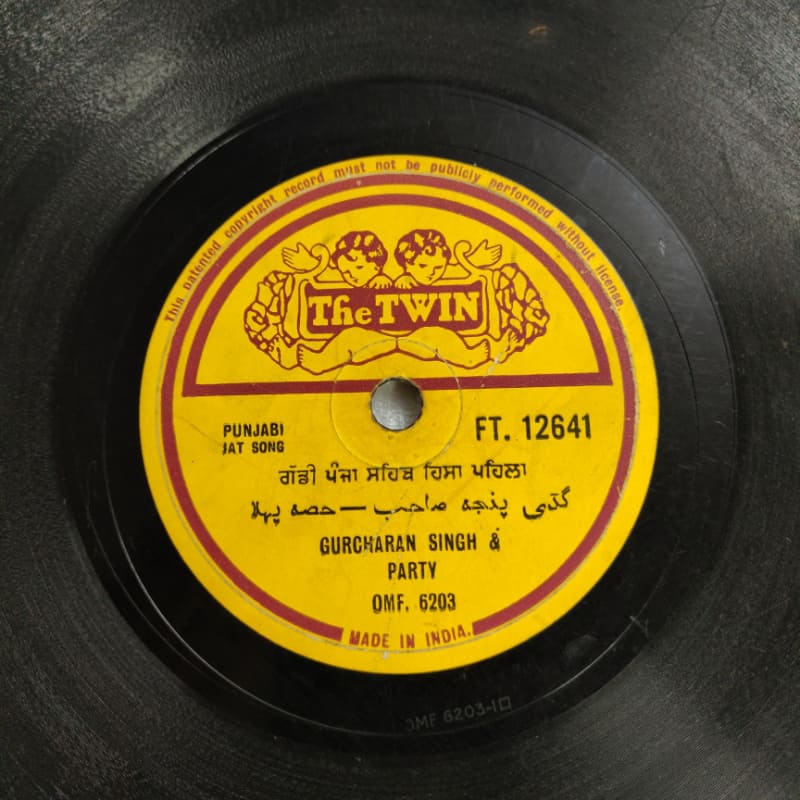 This patented copyright record must not be publicly performed without license.
The TWIN
PUNJABI
JAT SONG
FT. 12641
ਗੱਡੀ ਪੰਜਾ ਸਹਿਬ ਹਿਸਾ ਪਹਿਲਾ
گڈی پنجہ صاحب — حصہ پہلا
GURCHARAN SINGH &
PARTY
OMF. 6203
MADE IN INDIA.
OMF 6203-1□